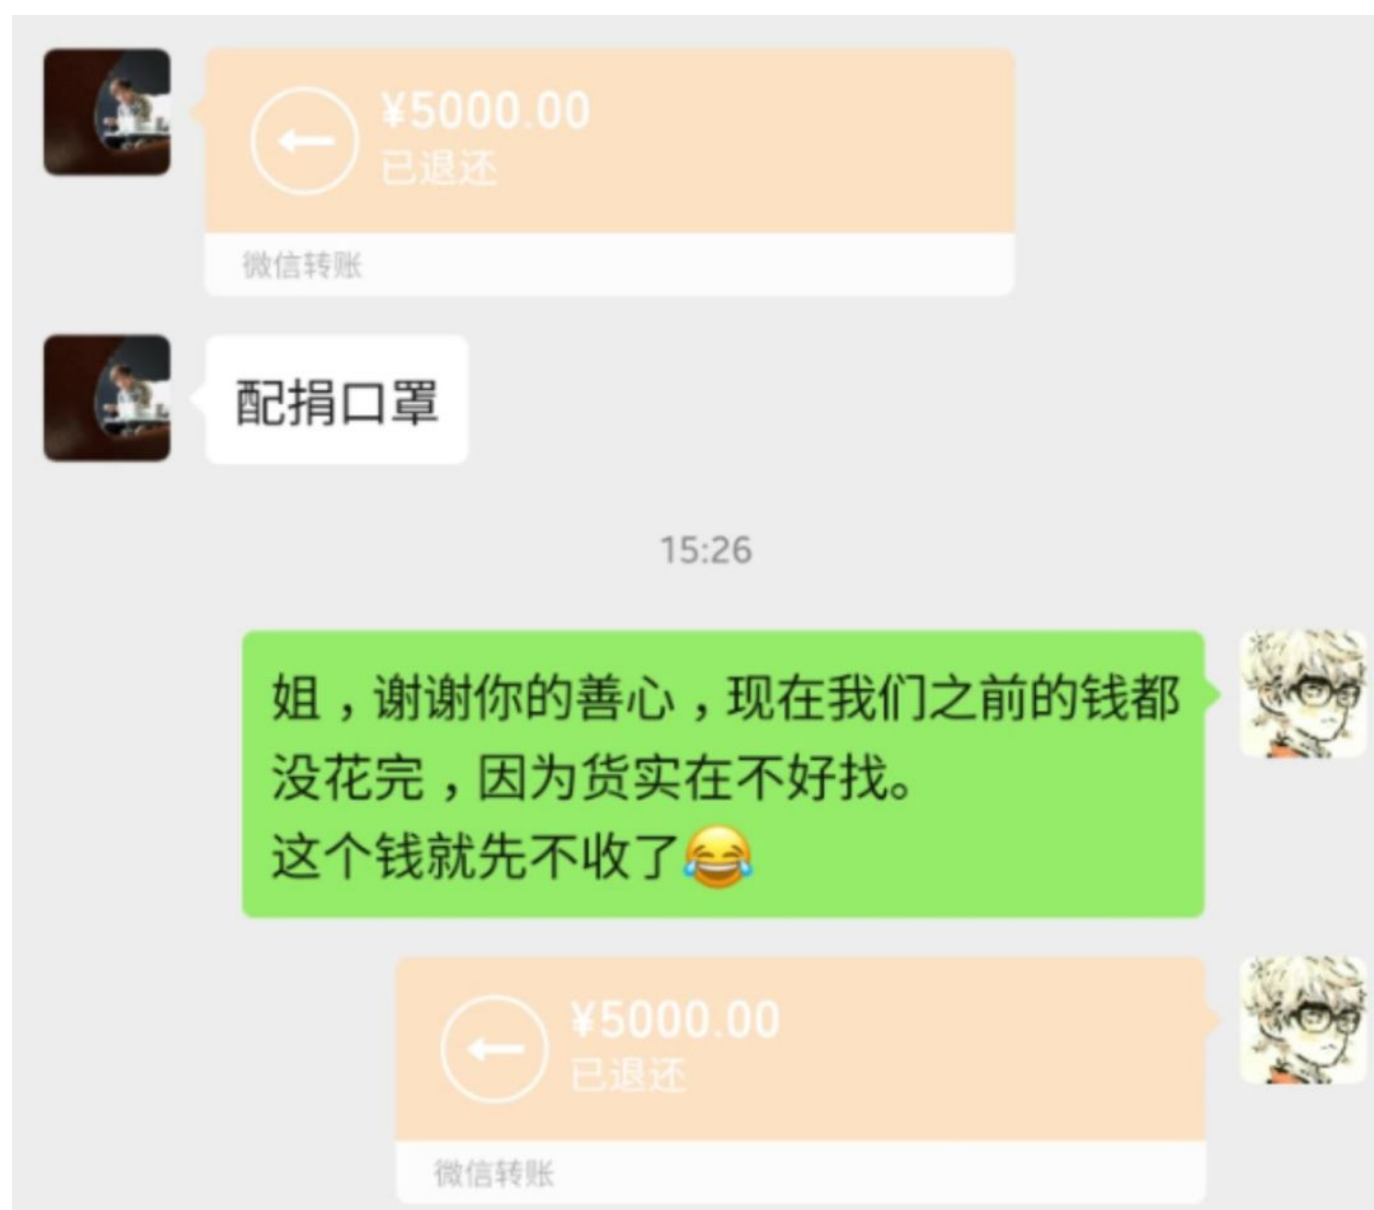 ¥5000.00
已退还
微信转账
配捐口罩
15:26
姐，谢谢你的善心，现在我们之前的钱都
没花完，因为货实在不好找。
这个钱就先不收了😂
¥5000.00
已退还
微信转账